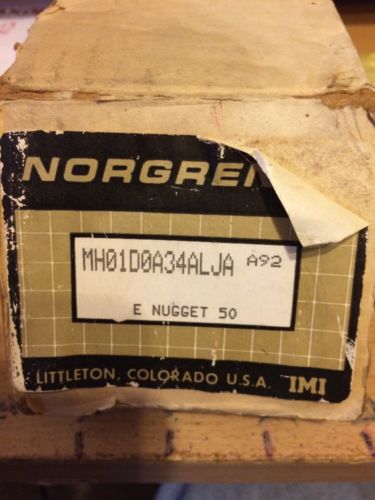 NORGREN
MH01D0A34ALJA A92
E NUGGET 50
LITTLETON, COLORADO U.S.A. IMI